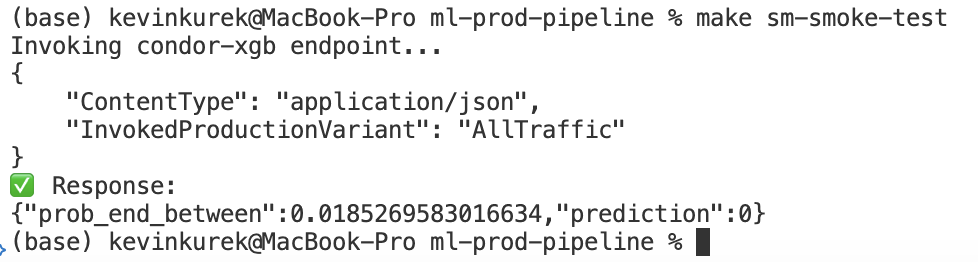 (base) kevinkurek@MacBook-Pro ml-prod-pipeline % make sm-smoke-test
Invoking condor-xgb endpoint...
{
    "ContentType": "application/json",
    "InvokedProductionVariant": "AllTraffic"
}
✅ Response:
{"prob_end_between":0.0185269583016634,"prediction":0}
(base) kevinkurek@MacBook-Pro ml-prod-pipeline %